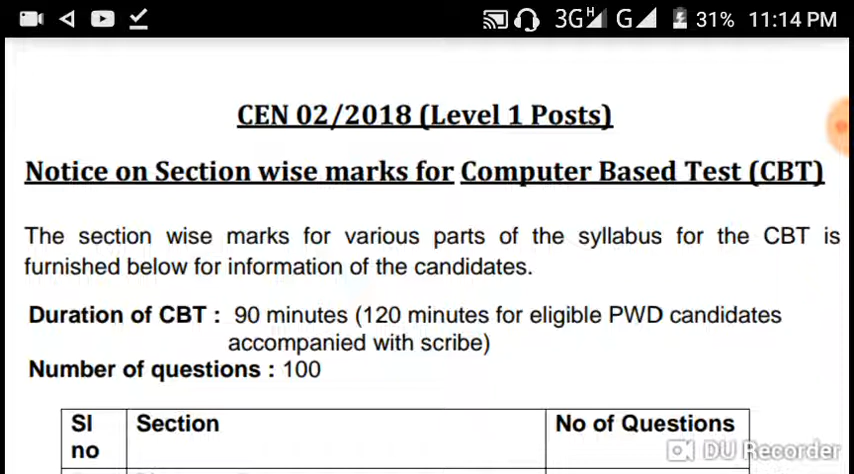 3G H G 31% 11:14 PM
CEN 02/2018 (Level 1 Posts)
Notice on Section wise marks for Computer Based Test (CBT)
The section wise marks for various parts of the syllabus for the CBT is
furnished below for information of the candidates.
Duration of CBT : 90 minutes (120 minutes for eligible PWD candidates
accompanied with scribe)
Number of questions : 100
Sl no Section No of Questions
DU Recorder